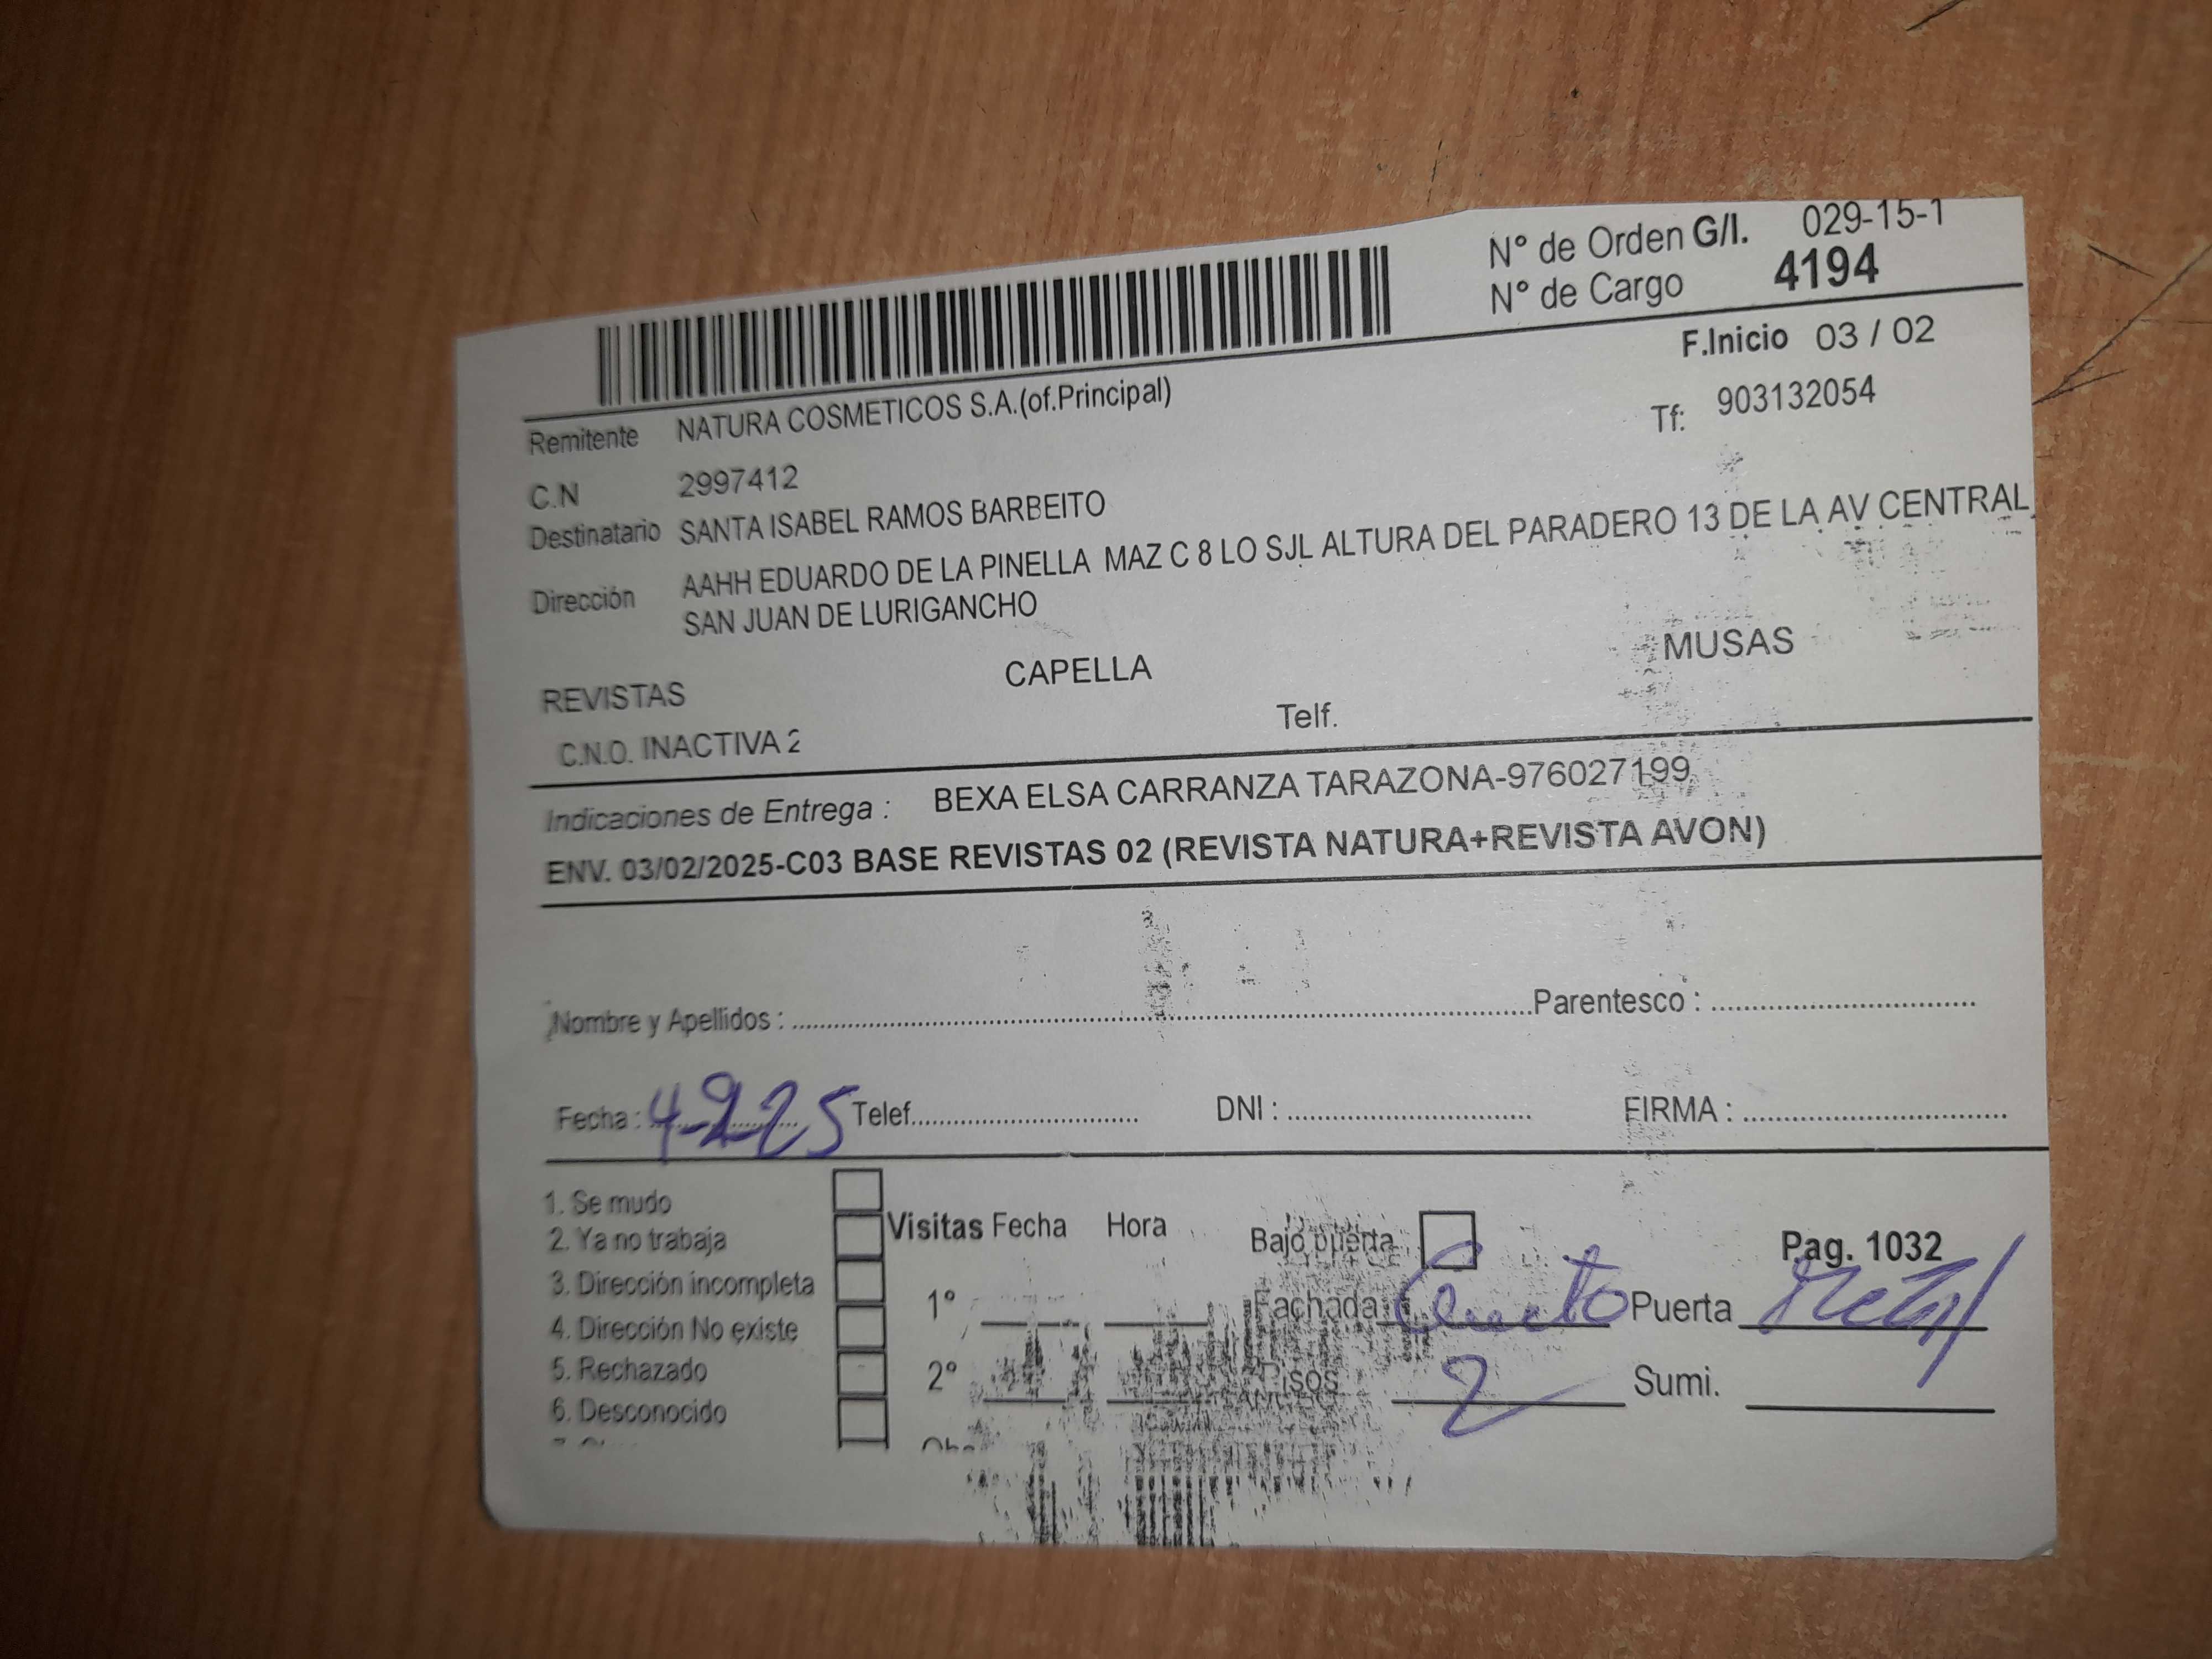 N° de Orden G/I. 029-15-1
N° de Cargo 4194
F.Inicio 03 / 02
Remitente NATURA COSMETICOS S.A.(of.Principal)
Tf: 903132054
C.N 2997412
Destinatario SANTA ISABEL RAMOS BARBEITO
Dirección AAHH EDUARDO DE LA PINELLA MAZ C 8 LO SJL ALTURA DEL PARADERO 13 DE LA AV CENTRAL
SAN JUAN DE LURIGANCHO
REVISTAS CAPELLA MUSAS
C.N.O. INACTIVA 2 Telf.
Indicaciones de Entrega : BEXA ELSA CARRANZA TARAZONA-976027199
ENV. 03/02/2025-C03 BASE REVISTAS 02 (REVISTA NATURA+REVISTA AVON)
Nombre y Apellidos : Parentesco :
Fecha : 4-2-25 Telef. DNI : FIRMA :
1. Se mudo
2. Ya no trabaja
3. Dirección incompleta
4. Dirección No existe
5. Rechazado
6. Desconocido
Visitas Fecha Hora
1°
2°
Bajo puerta Pag. 1032
Fachada: Puerta Metal
Pisos 2 Sumi.